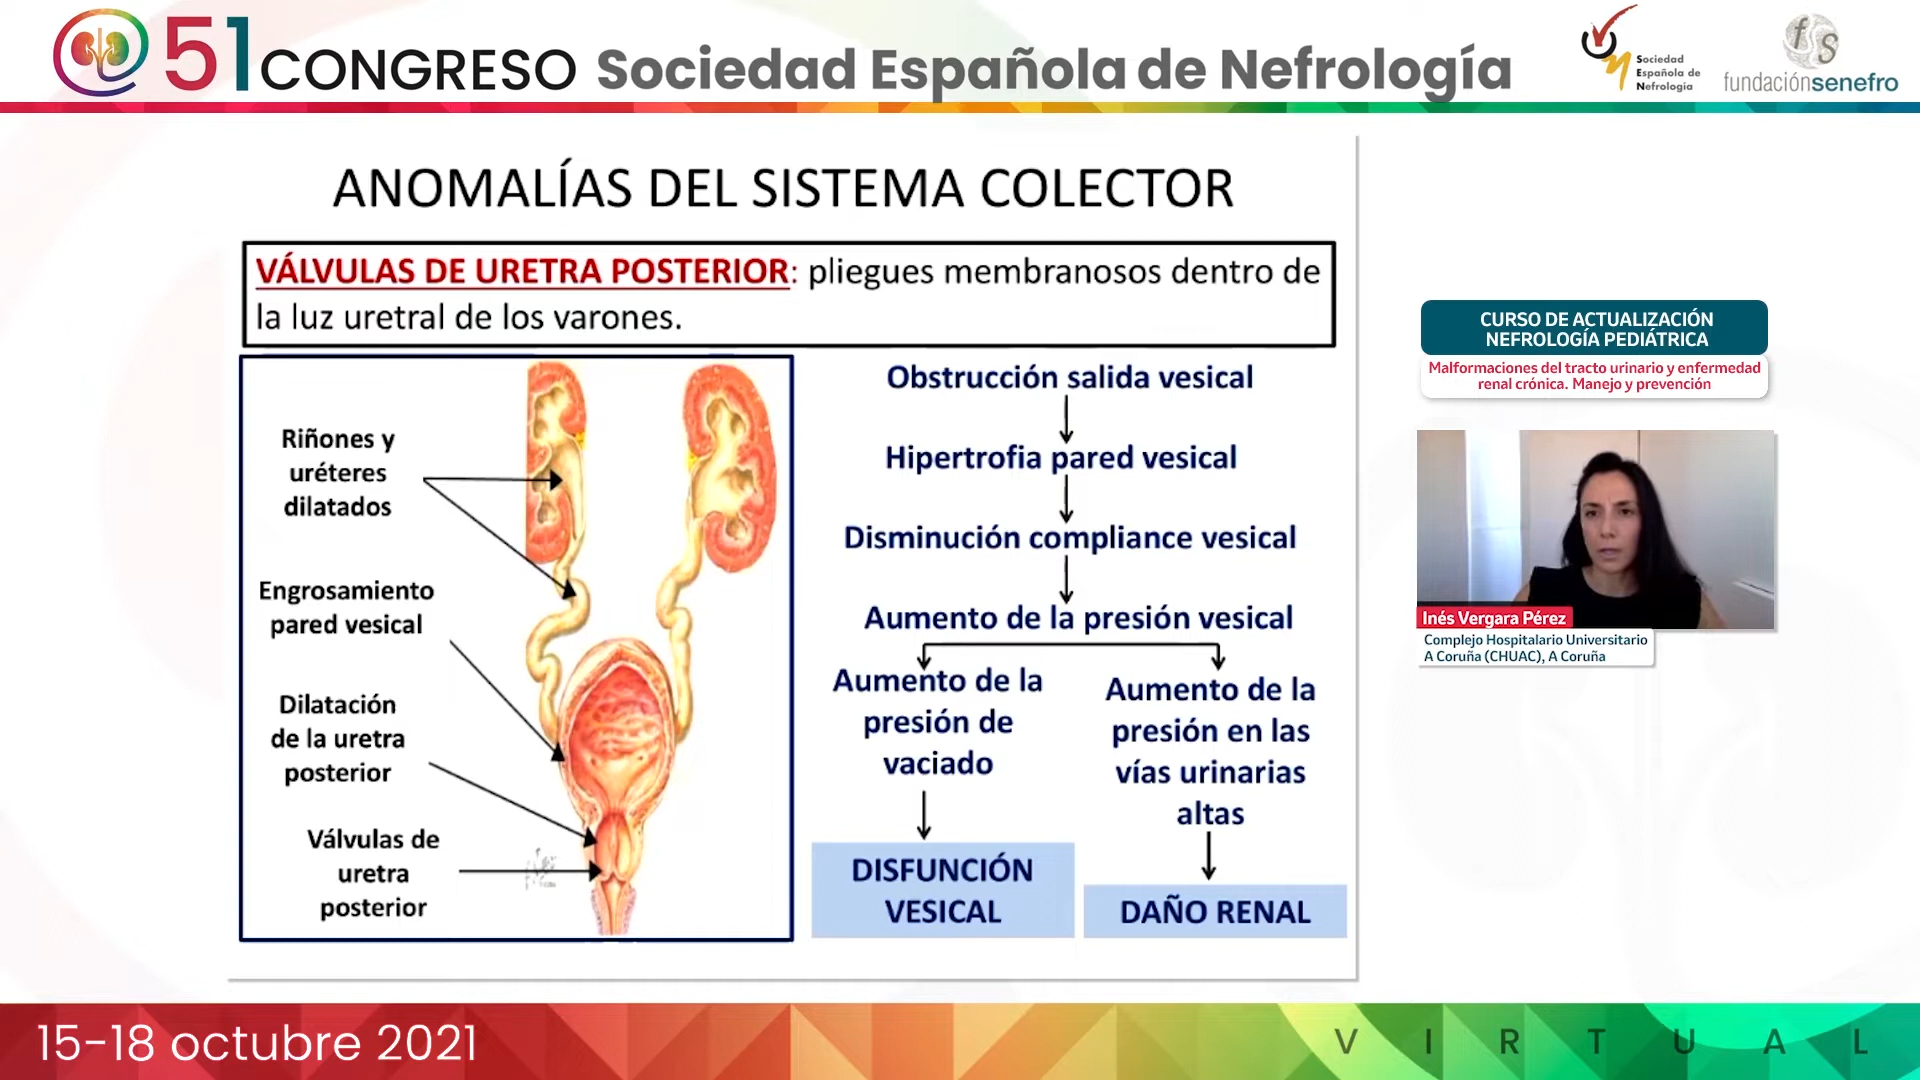 51 CONGRESO Sociedad Española de Nefrología
Sociedad
Española de
Nefrología
fS
fundaciónsenefro
ANOMALÍAS DEL SISTEMA COLECTOR
VÁLVULAS DE URETRA POSTERIOR: pliegues membranosos dentro de
la luz uretral de los varones.
Riñones y
uréteres
dilatados
Engrosamiento
pared vesical
Dilatación
de la uretra
posterior
Válvulas de
uretra
posterior
Obstrucción salida vesical
Hipertrofia pared vesical
Disminución compliance vesical
Aumento de la presión vesical
Aumento de la
presión de
vaciado
DISFUNCIÓN
VESICAL
Aumento de la
presión en las
vías urinarias
altas
DAÑO RENAL
CURSO DE ACTUALIZACIÓN
NEFROLOGÍA PEDIÁTRICA
Malformaciones del tracto urinario y enfermedad
renal crónica. Manejo y prevención
Inés Vergara Pérez
Complejo Hospitalario Universitario
A Coruña (CHUAC), A Coruña
15-18 octubre 2021
VIRTUAL